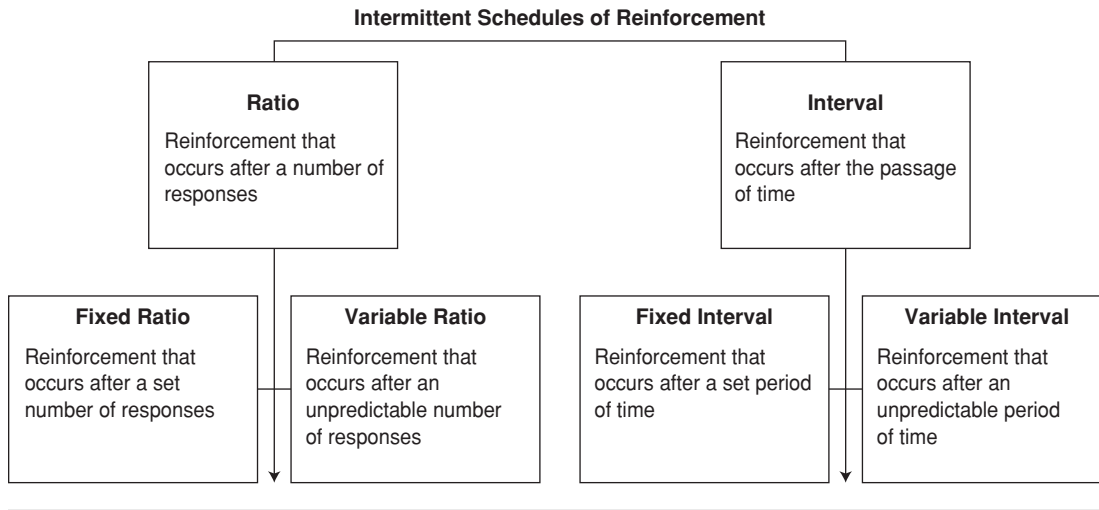 Intermittent Schedules of Reinforcement
Ratio
Reinforcement that
occurs after a number of
responses
Interval
Reinforcement that
occurs after the passage
of time
Fixed Ratio
Reinforcement that
occurs after a set
number of responses
Variable Ratio
Reinforcement that
occurs after an
unpredictable number
of responses
Fixed Interval
Reinforcement that
occurs after a set period
of time
Variable Interval
Reinforcement that
occurs after an
unpredictable period
of time